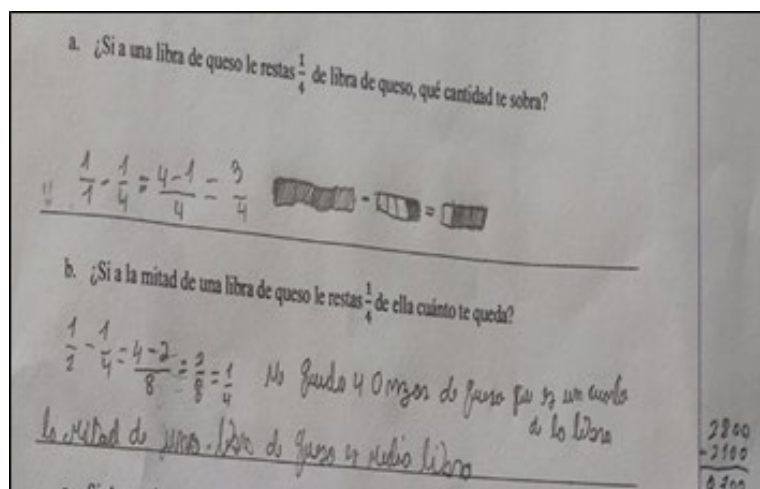 a. ¿Si a una libra de queso le restas 1/4 de libra de queso, qué cantidad te sobra?
1/1 - 1/4 = 4-1/4 = 3/4 - =
b. ¿Si a la mitad de una libra de queso le restas 1/4 de ella cuánto te queda?
1/2 - 1/4 = 4-2/8 = 2/8 = 1/4 Me queda 4 Onzas de queso que es un cuarto
de la libra
la mitad de una libra de queso es media libra
2800
-2100
0700